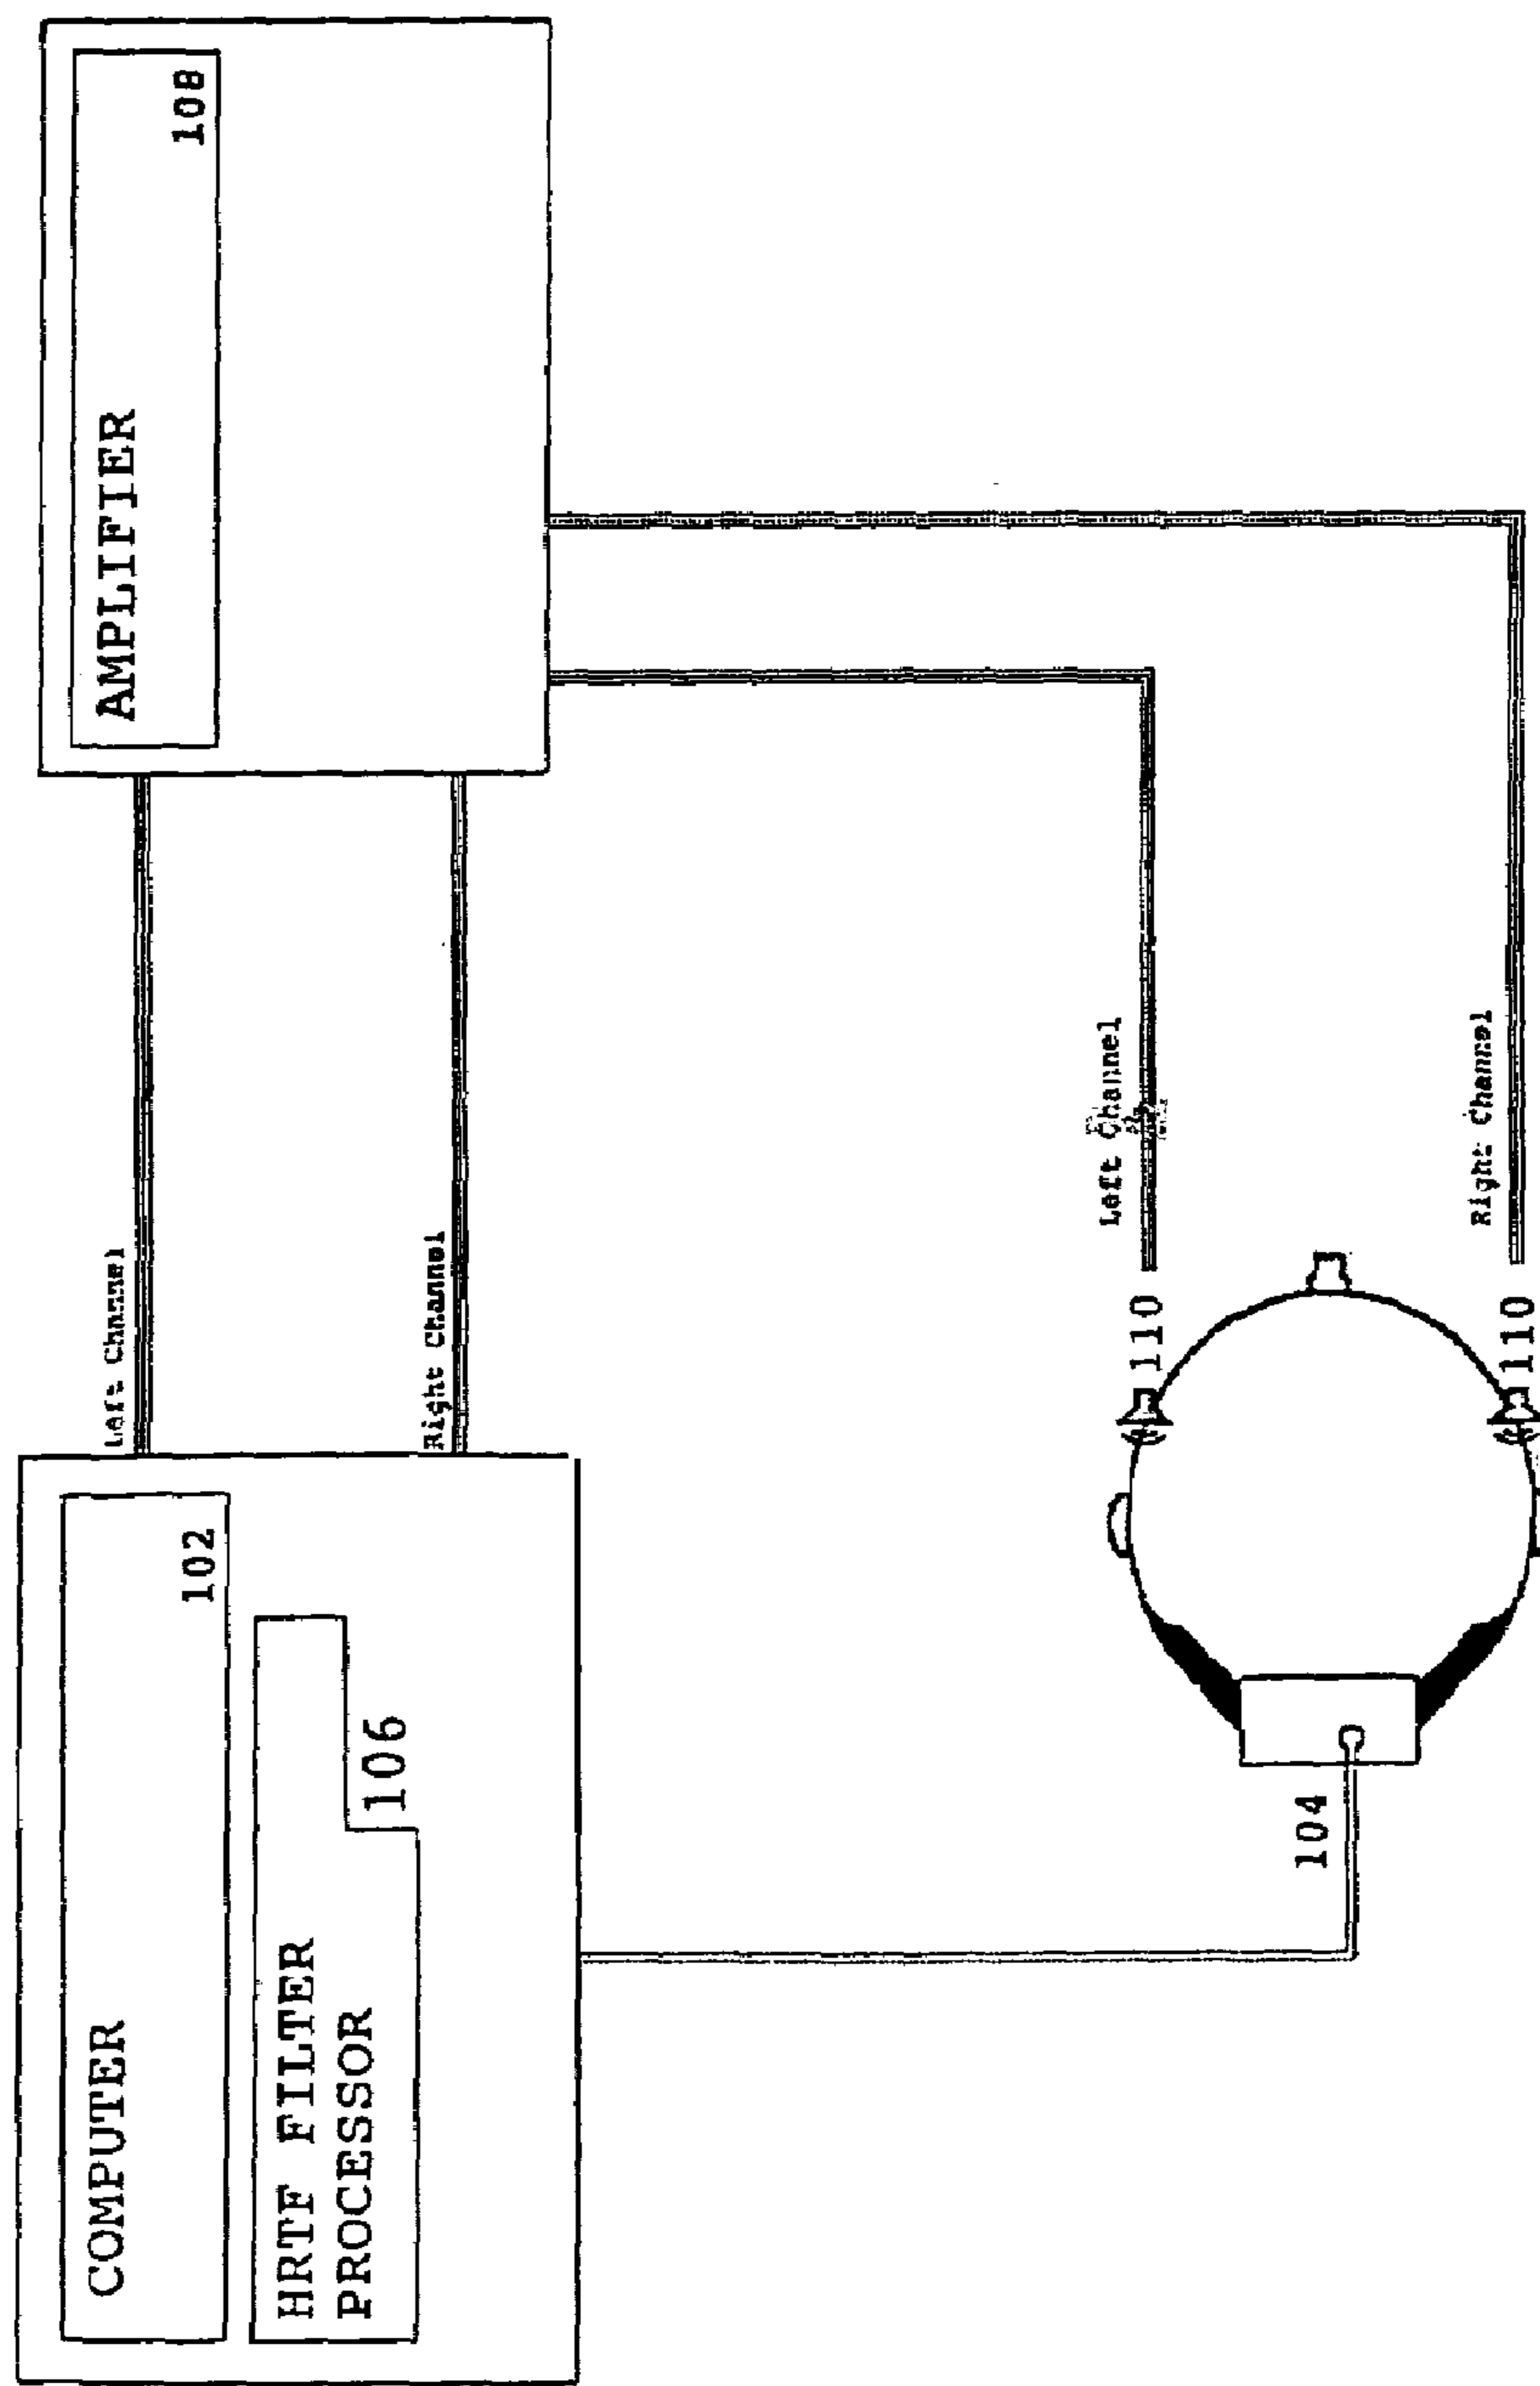 COMPUTER
102
HRTF FILTER
PROCESSOR
106
Left Channel
Right Channel
AMPLIFIER
108
104
110
Left Channel
110
Right Channel